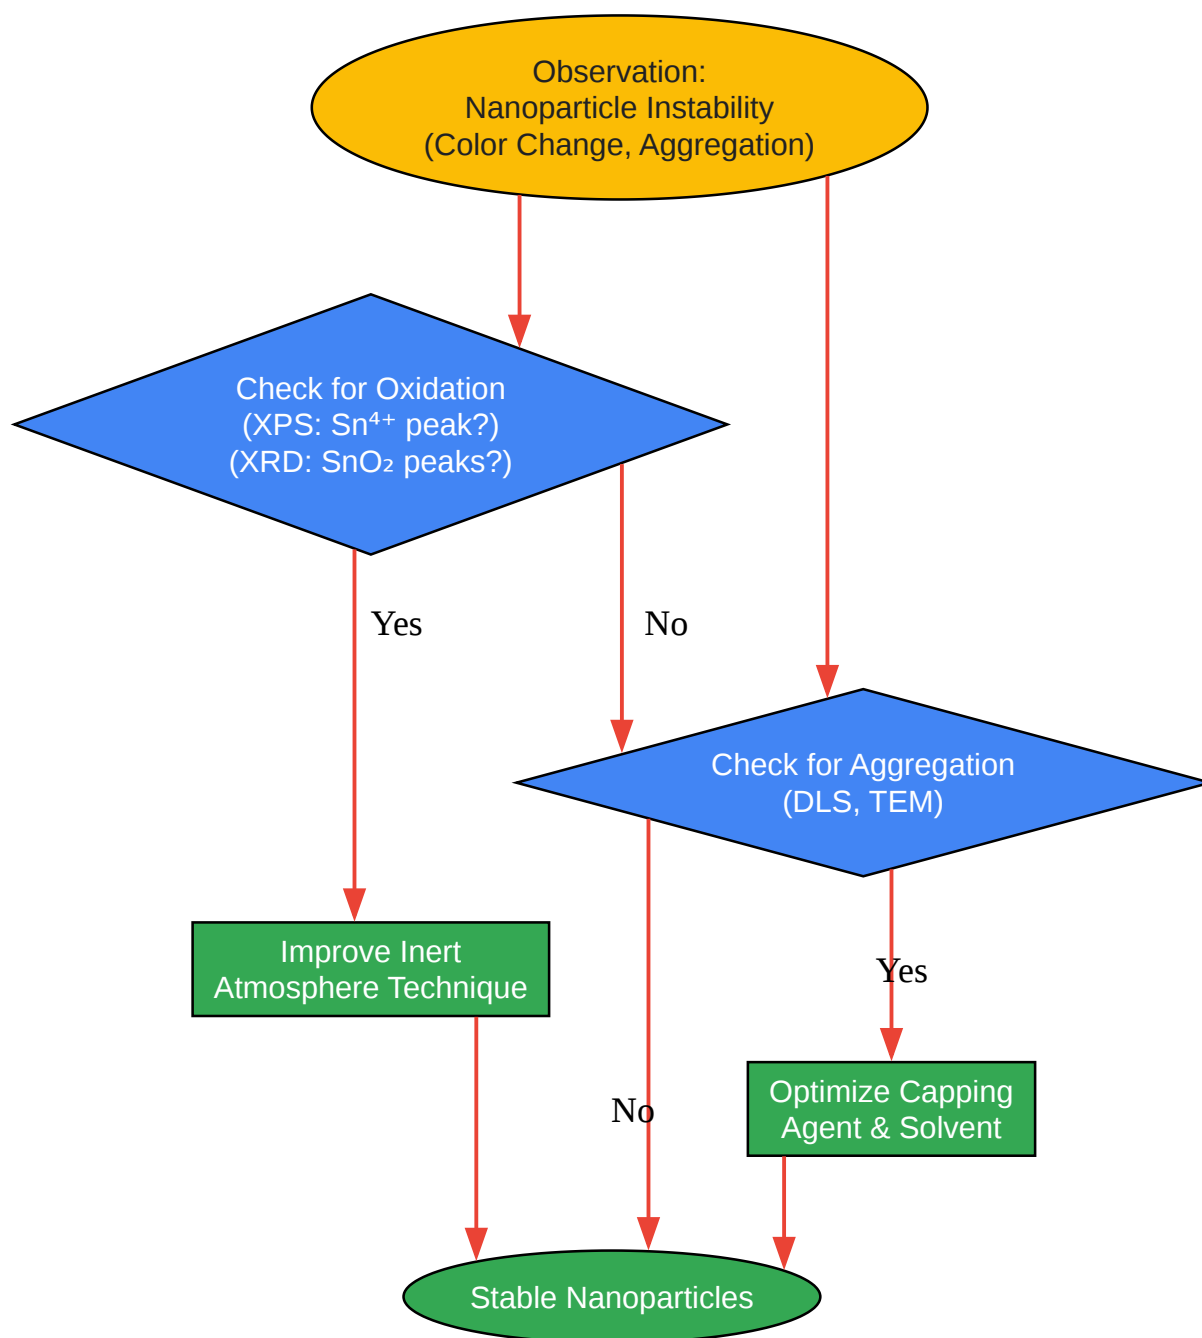 Observation:
Nanoparticle Instability
(Color Change, Aggregation)
Check for Oxidation
(XPS: Sn⁴⁺ peak?)
(XRD: SnO₂ peaks?)
Yes
No
Check for Aggregation
(DLS, TEM)
Improve Inert
Atmosphere Technique
Yes
Optimize Capping
Agent & Solvent
No
Stable Nanoparticles